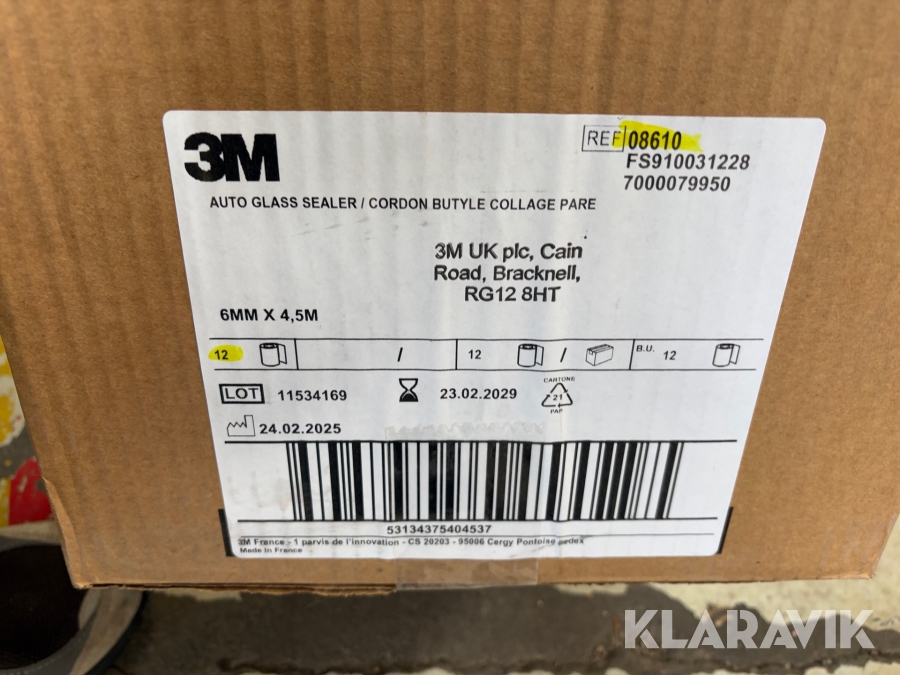 3M
REF 08610
FS910031228
7000079950
AUTO GLASS SEALER / CORDON BUTYLE COLLAGE PARE
3M UK plc, Cain
Road, Bracknell,
RG12 8HT
6MM X 4,5M
12 / 12 / B.U. 12
LOT 11534169 23.02.2029 CARTONE 21 PAP
24.02.2025
53134375404537
3M France - 1 parvis de l'innovation - CS 20203 - 95006 Cergy Pontoise cedex
Made in France
KLARAVIK